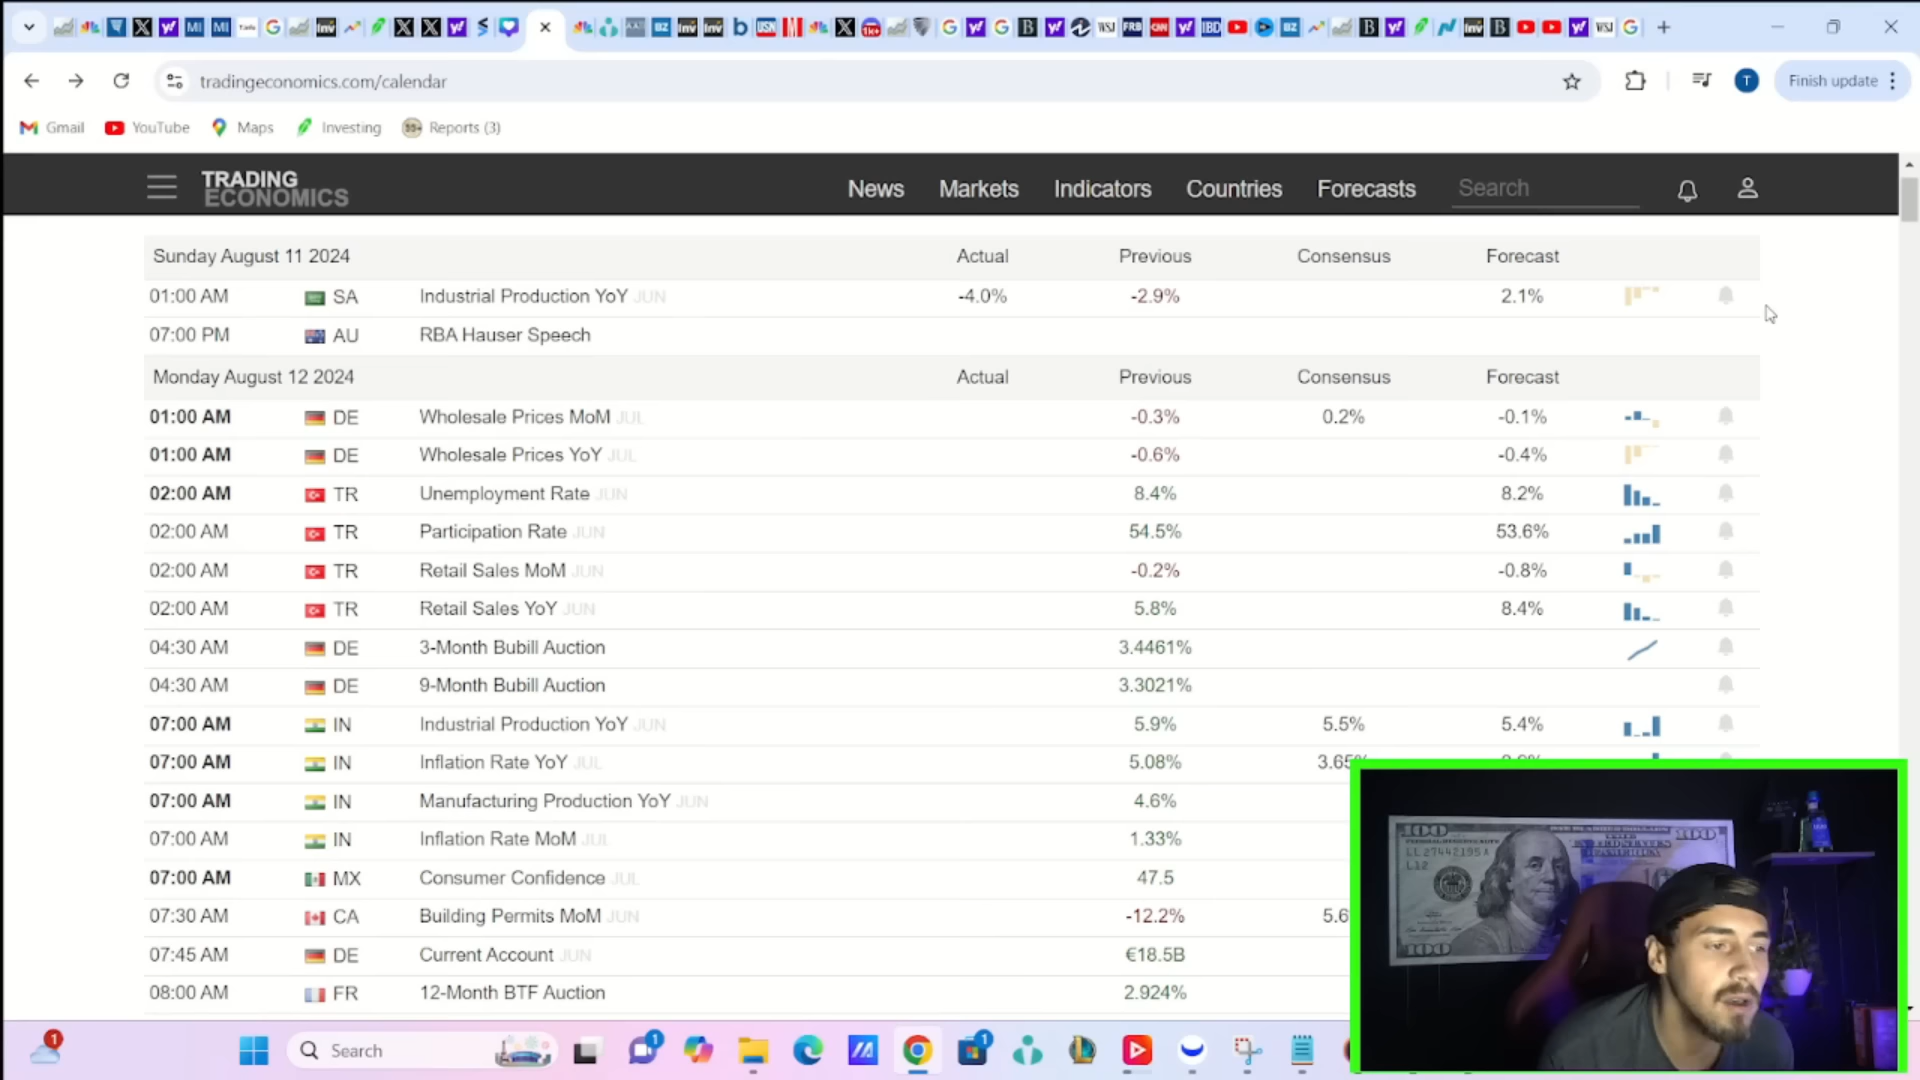 tradingeconomics.com/calendar
Finish update
Gmail YouTube Maps Investing Reports (3)
TRADING
ECONOMICS
News Markets Indicators Countries Forecasts Search
Sunday August 11 2024 Actual Previous Consensus Forecast
01:00 AM SA Industrial Production YoY JUN -4.0% -2.9% 2.1%
07:00 PM AU RBA Hauser Speech
Monday August 12 2024 Actual Previous Consensus Forecast
01:00 AM DE Wholesale Prices MoM JUL -0.3% 0.2% -0.1%
01:00 AM DE Wholesale Prices YoY JUL -0.6% -0.4%
02:00 AM TR Unemployment Rate JUN 8.4% 8.2%
02:00 AM TR Participation Rate JUN 54.5% 53.6%
02:00 AM TR Retail Sales MoM JUN -0.2% -0.8%
02:00 AM TR Retail Sales YoY JUN 5.8% 8.4%
04:30 AM DE 3-Month Bubill Auction 3.4461%
04:30 AM DE 9-Month Bubill Auction 3.3021%
07:00 AM IN Industrial Production YoY JUN 5.9% 5.5% 5.4%
07:00 AM IN Inflation Rate YoY JUL 5.08% 3.65%
07:00 AM IN Manufacturing Production YoY JUN 4.6%
07:00 AM IN Inflation Rate MoM JUL 1.33%
07:00 AM MX Consumer Confidence JUL 47.5
07:30 AM CA Building Permits MoM JUN -12.2% 5.6
07:45 AM DE Current Account JUN €18.5B
08:00 AM FR 12-Month BTF Auction 2.924%
100 100
LL 27442195 A
L12
100
Search